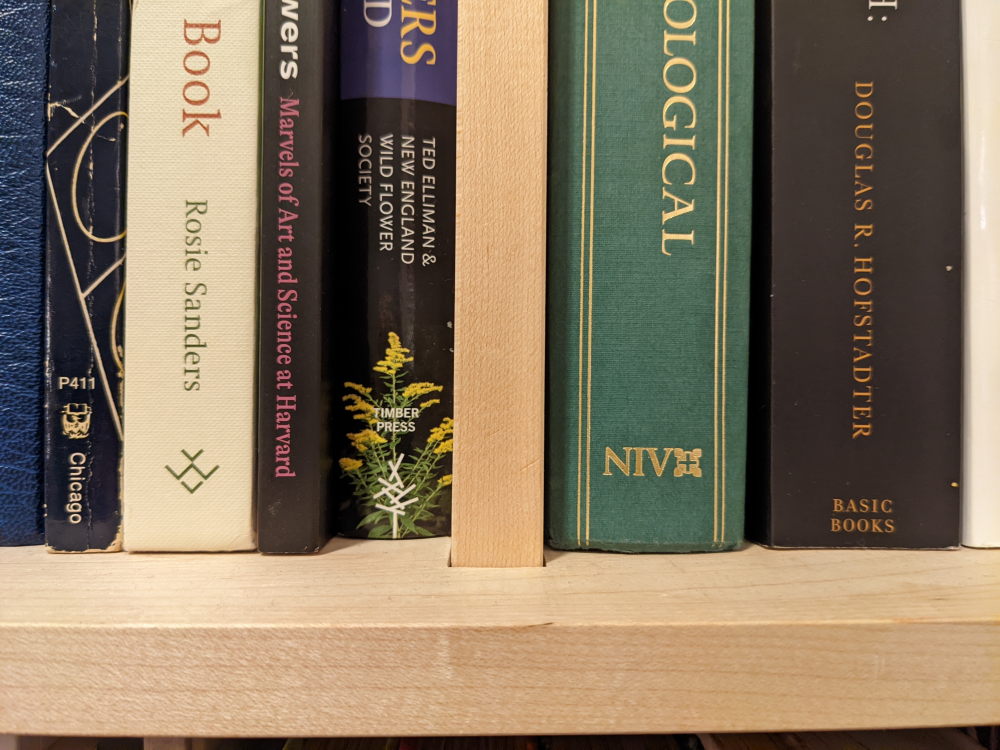 P411
Chicago
Book
Rosie Sanders
wers
Marvels of Art and Science at Harvard
ERS
D
TED ELLIMAN &
NEW ENGLAND
WILD FLOWER
SOCIETY
TIMBER
PRESS
OLOGICAL
NIV
H:
DOUGLAS R. HOFSTADTER
BASIC
BOOKS